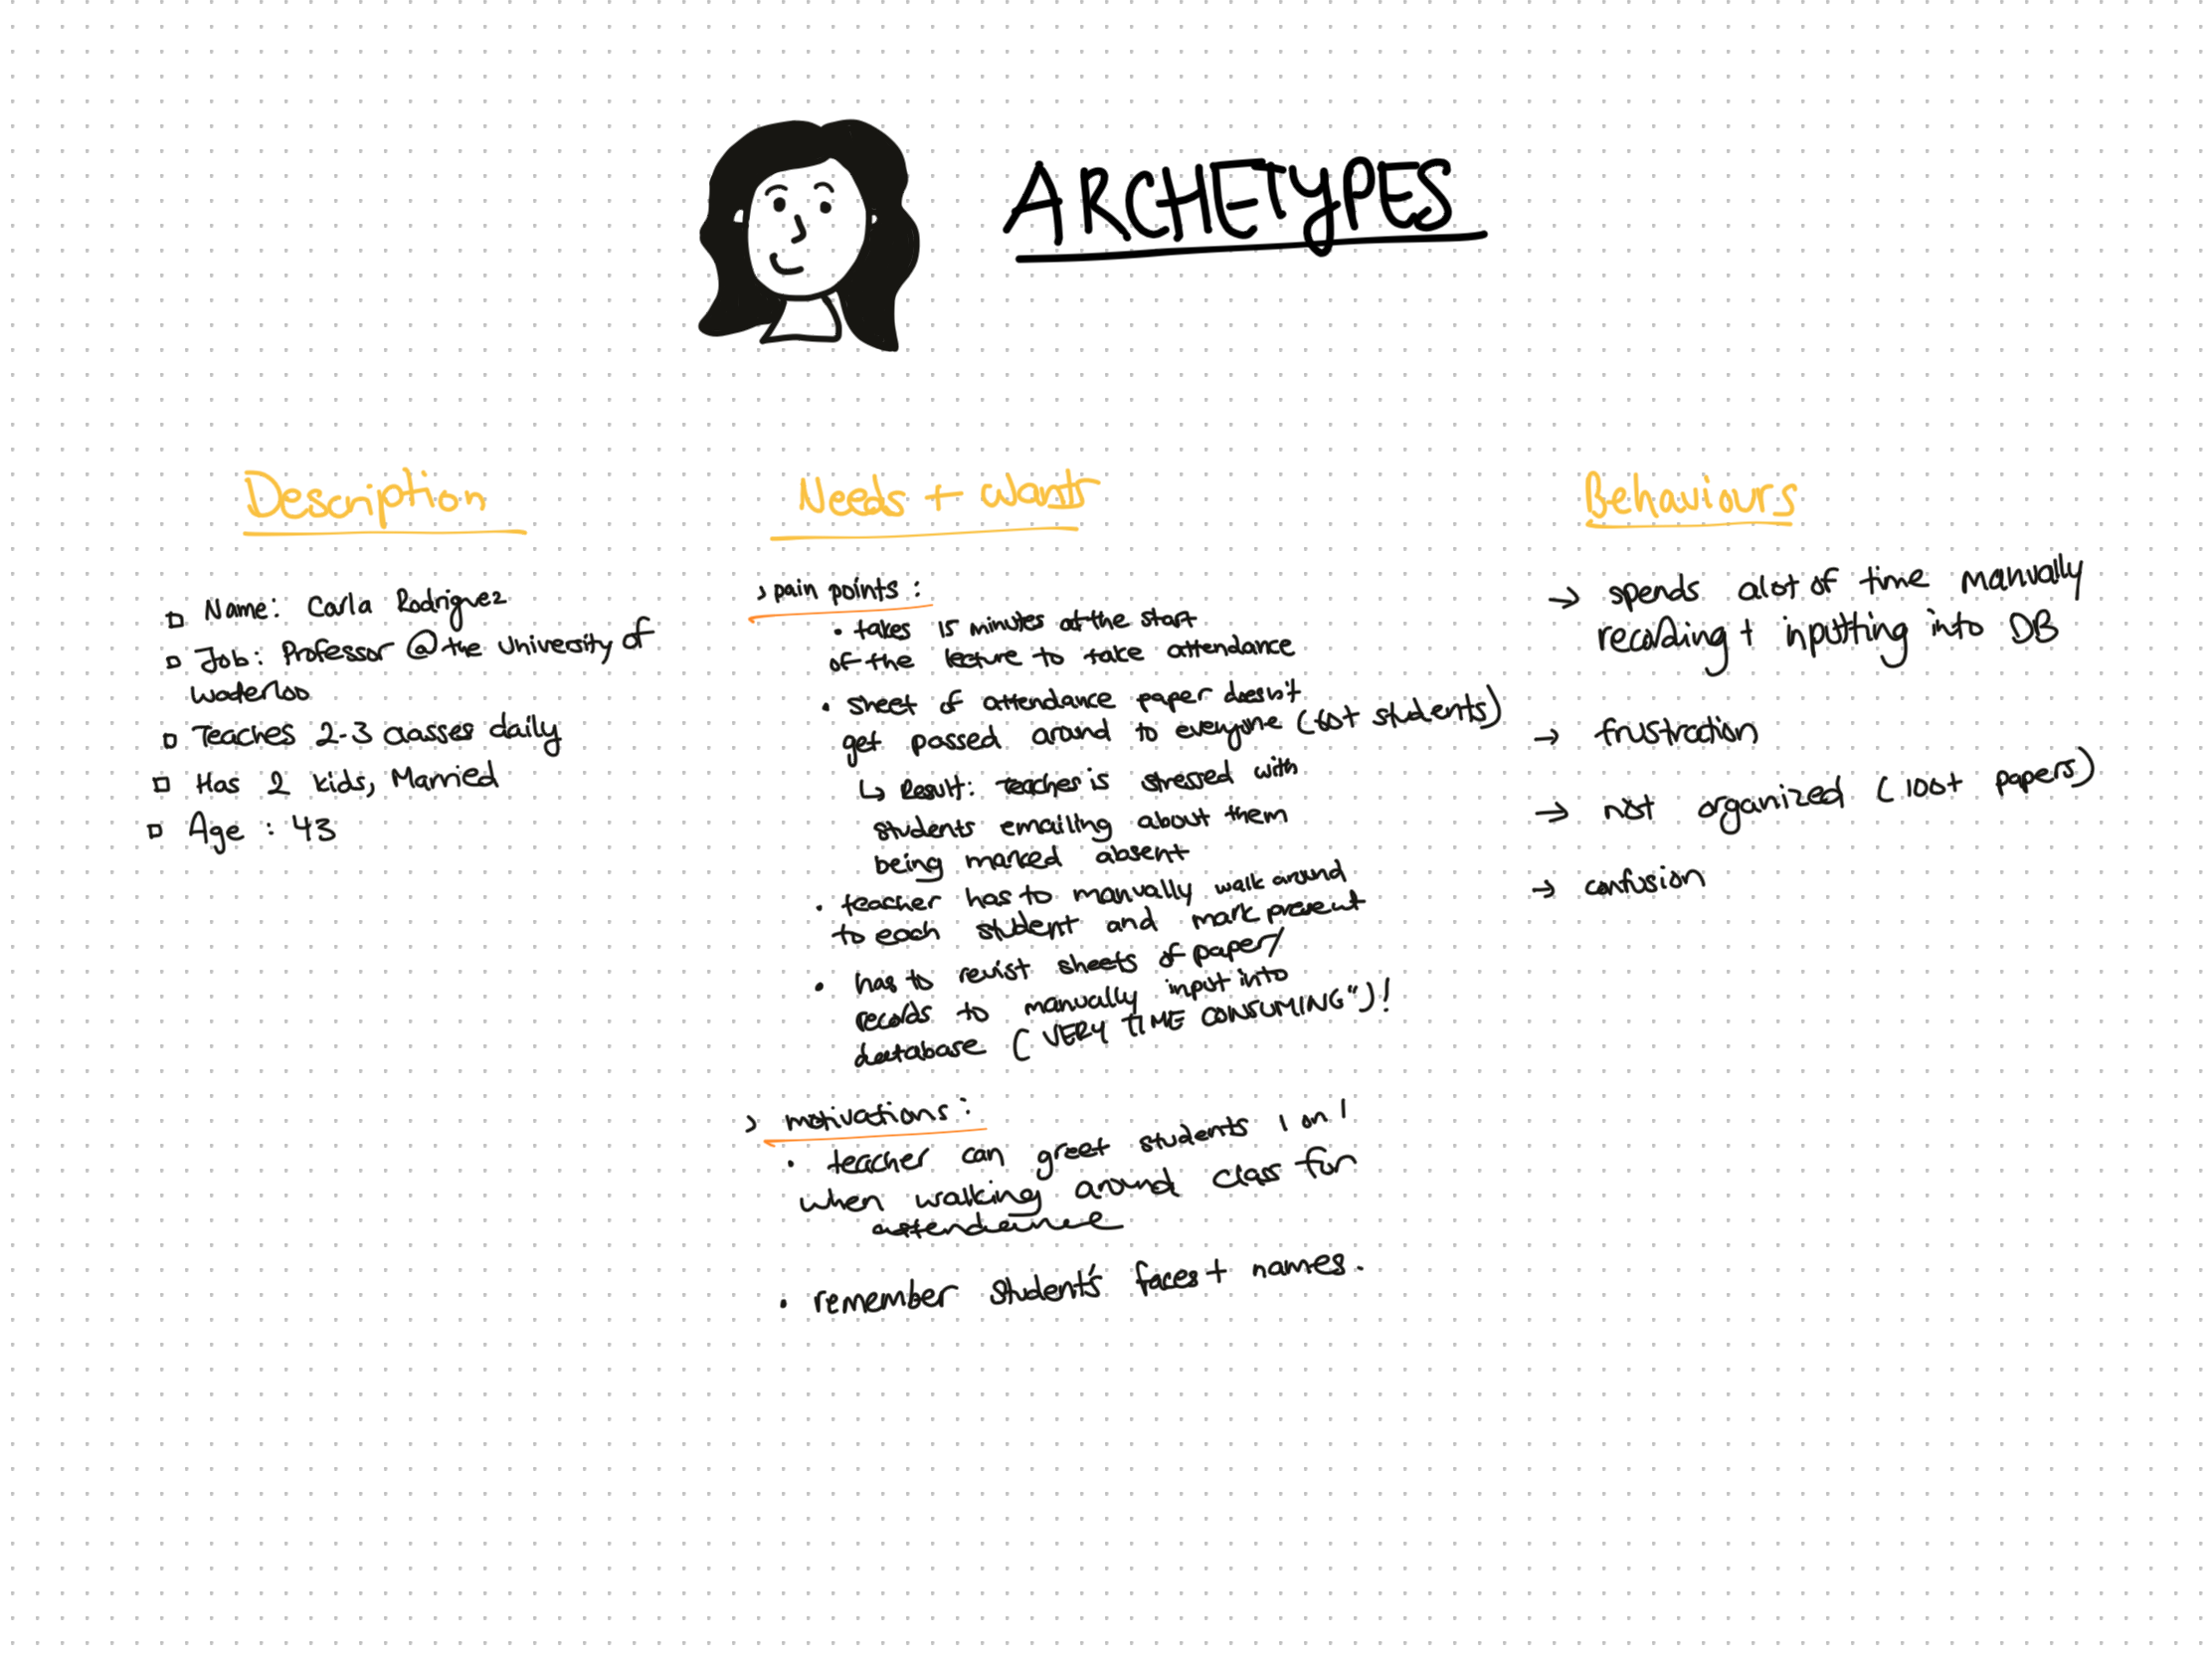 ARCHETYPES
Description
Name: Carla Rodriguez
Job: Professor @ the University of
Waterloo
Teaches 2-3 classes daily
Has 2 kids, Married
Age : 43
Needs + Wants
> pain points :
• takes 15 minutes at the start
of the lecture to take attendance
• sheet of attendance paper doesn't
get passed around to everyone (60+ students)
↳ Result: teacher is stressed with
students emailing about them
being marked absent
• teacher has to manually walk around
to each student and mark present
• has to revist sheets of paper/
records to manually input into
database ( VERY TIME CONSUMING")!
> motivations :
• teacher can greet students 1 on 1
when walking around class for
attendance
• remember student's faces + names.
Behaviours
→ spends alot of time manually
recording + inputting into DB
→ frustration
→ not organized (100+ papers)
→ confusion